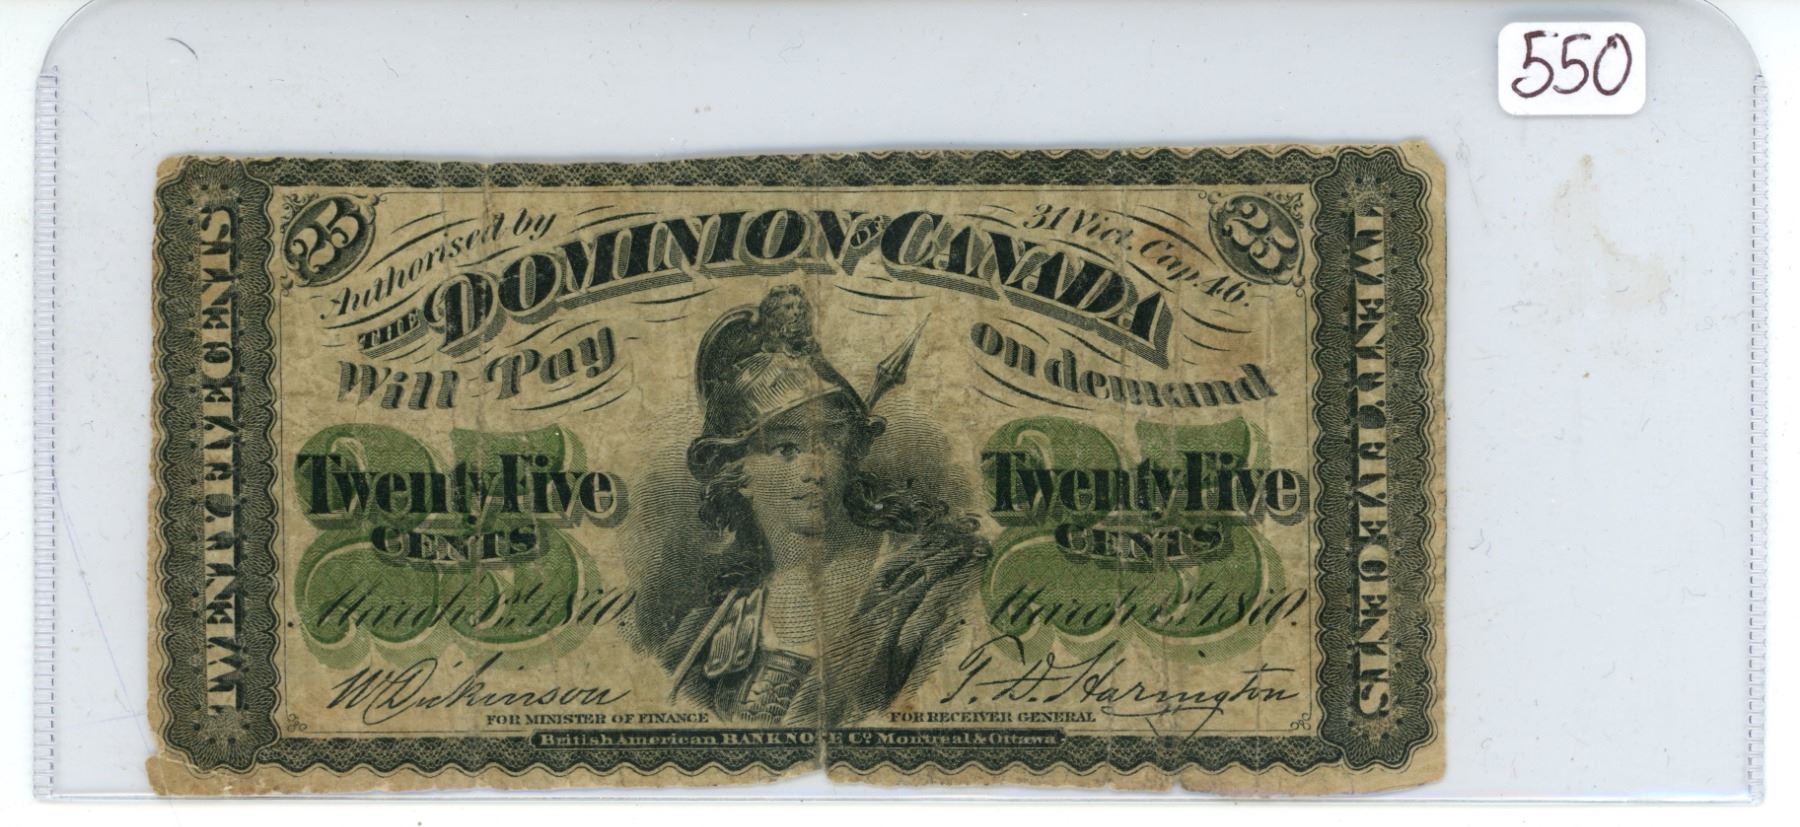 550
25
Authorised by
31 Vict. Cap. 46.
25
THE DOMINION OF CANADA
Will Pay
on demand
TWENTY FIVE CENTS
25
Twenty Five
CENTS
March 1st. 1870.
25
Twenty Five
CENTS
March 1st. 1870.
TWENTY FIVE CENTS
W Dickinson
T. D. Harington
FOR MINISTER OF FINANCE
FOR RECEIVER GENERAL
British American BANK NOTE Co. Montreal & Ottawa